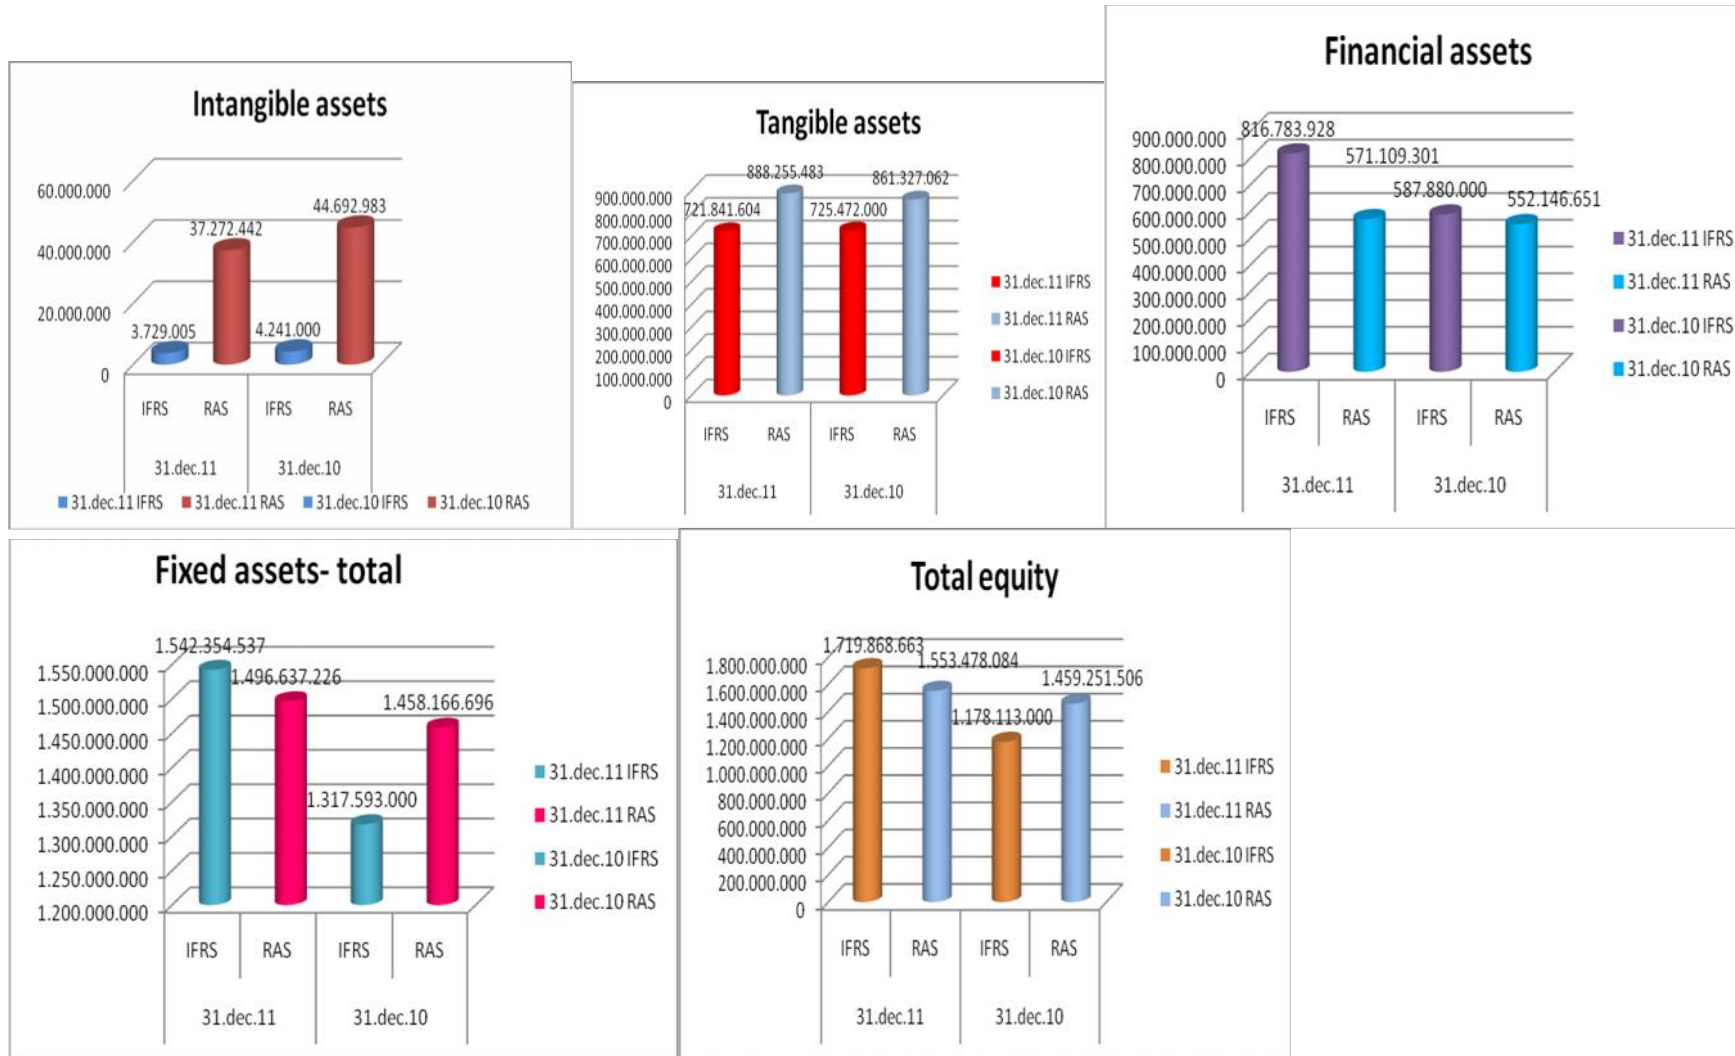 Intangible assets
60.000.000
40.000.000
20.000.000
0
3.729.005
37.272.442
4.241.000
44.692.983
IFRS RAS IFRS RAS
31.dec.11 31.dec.10
31.dec.11 IFRS 31.dec.11 RAS 31.dec.10 IFRS 31.dec.10 RAS
Tangible assets
900.000.000
800.000.000
700.000.000
600.000.000
500.000.000
400.000.000
300.000.000
200.000.000
100.000.000
0
721.841.604
888.255.483
725.472.000
861.327.062
IFRS RAS IFRS RAS
31.dec.11 31.dec.10
31.dec.11 IFRS
31.dec.11 RAS
31.dec.10 IFRS
31.dec.10 RAS
Financial assets
900.000.000
800.000.000
700.000.000
600.000.000
500.000.000
400.000.000
300.000.000
200.000.000
100.000.000
0
816.783.928
571.109.301
587.880.000
552.146.651
IFRS RAS IFRS RAS
31.dec.11 31.dec.10
31.dec.11 IFRS
31.dec.11 RAS
31.dec.10 IFRS
31.dec.10 RAS
Fixed assets- total
1.550.000.000
1.500.000.000
1.450.000.000
1.400.000.000
1.350.000.000
1.300.000.000
1.250.000.000
1.200.000.000
1.542.354.537
1.496.637.226
1.317.593.000
1.458.166.696
IFRS RAS IFRS RAS
31.dec.11 31.dec.10
31.dec.11 IFRS
31.dec.11 RAS
31.dec.10 IFRS
31.dec.10 RAS
Total equity
1.800.000.000
1.600.000.000
1.400.000.000
1.200.000.000
1.000.000.000
800.000.000
600.000.000
400.000.000
200.000.000
0
1.719.868.663
1.553.478.084
1.178.113.000
1.459.251.506
IFRS RAS IFRS RAS
31.dec.11 31.dec.10
31.dec.11 IFRS
31.dec.11 RAS
31.dec.10 IFRS
31.dec.10 RAS